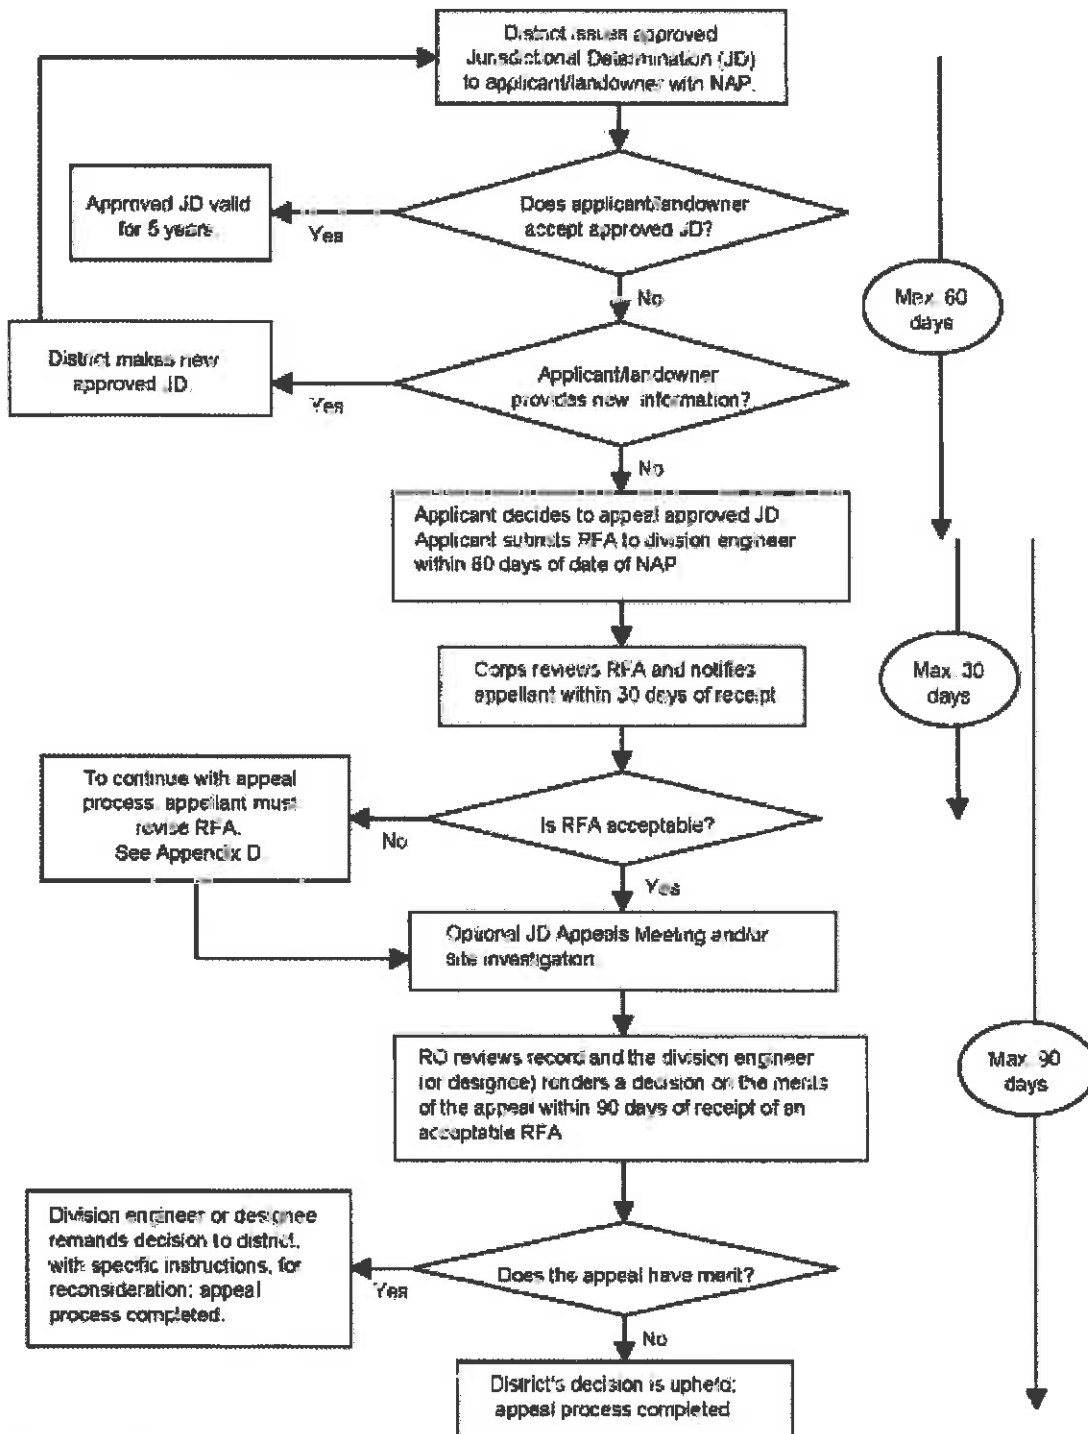 District issues approved
Jurisdictional Determination (JD)
to applicant/landowner with NAP.
Does applicant/landowner
accept approved JD?
Yes
Approved JD valid
for 5 years.
No
Max. 60
days
Applicant/landowner
provides new information?
Yes
District makes new
approved JD.
No
Applicant decides to appeal approved JD
Applicant submits RFA to division engineer
within 60 days of date of NAP
Corps reviews RFA and notifies
appellant within 30 days of receipt
Max. 30
days
Is RFA acceptable?
No
To continue with appeal
process, appellant must
revise RFA.
See Appendix D.
Yes
Optional JD Appeals Meeting and/or
site investigation
RO reviews record and the division engineer
(or designee) renders a decision on the merits
of the appeal within 90 days of receipt of an
acceptable RFA
Max. 90
days
Does the appeal have merit?
Yes
Division engineer or designee
remands decision to district,
with specific instructions, for
reconsideration; appeal
process completed.
No
District's decision is upheld;
appeal process completed